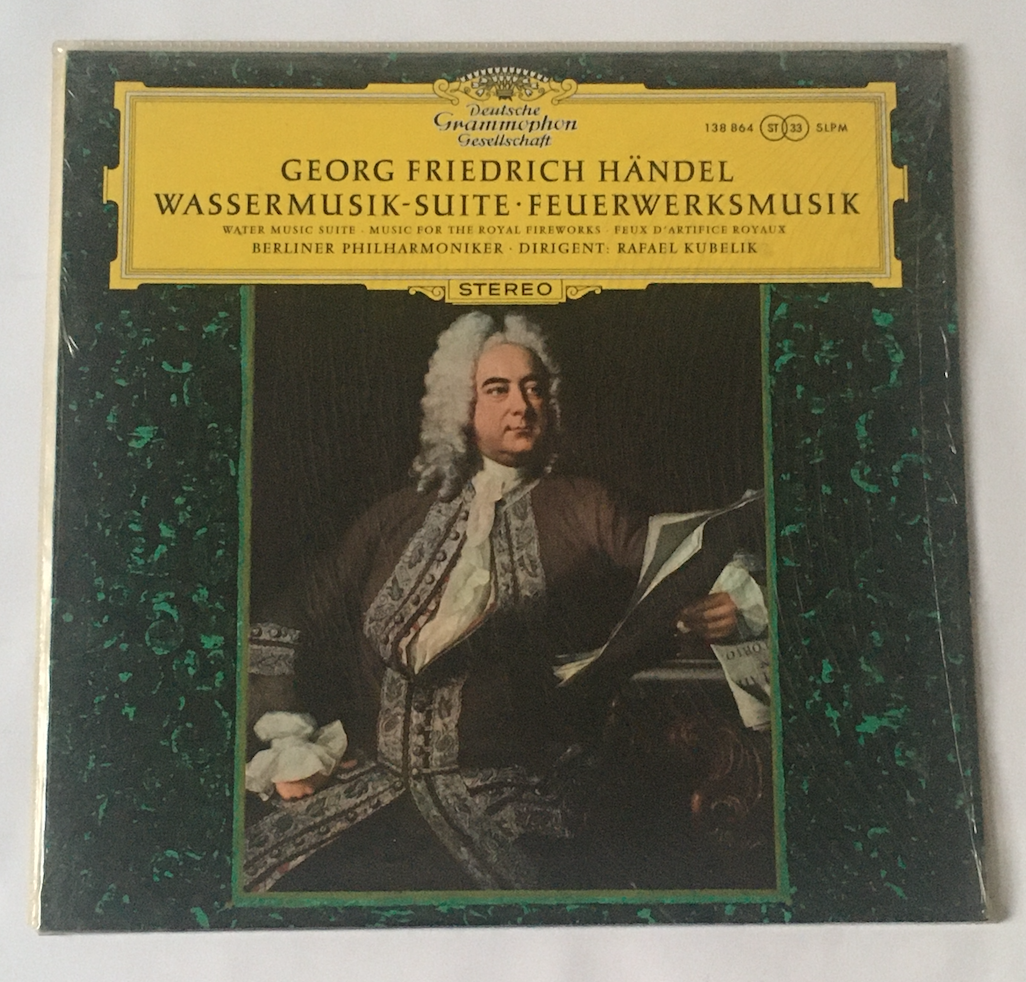 Deutsche
Grammophon
Gesellschaft
138 864 ST 33 SLPM
GEORG FRIEDRICH HÄNDEL
WASSERMUSIK-SUITE · FEUERWERKSMUSIK
WATER MUSIC SUITE · MUSIC FOR THE ROYAL FIREWORKS · FEUX D'ARTIFICE ROYAUX
BERLINER PHILHARMONIKER · DIRIGENT: RAFAEL KUBELIK
STEREO